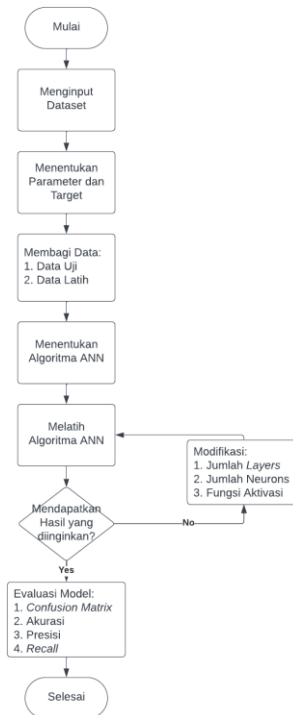 Mulai
Menginput
Dataset
Menentukan
Parameter dan
Target
Membagi Data:
1. Data Uji
2. Data Latih
Menentukan
Algoritma ANN
Melatih
Algoritma ANN
Modifikasi:
1. Jumlah Layers
2. Jumlah Neurons
3. Fungsi Aktivasi
Mendapatkan
Hasil yang
diinginkan?
No
Yes
Evaluasi Model:
1. Confusion Matrix
2. Akurasi
3. Presisi
4. Recall
Selesai